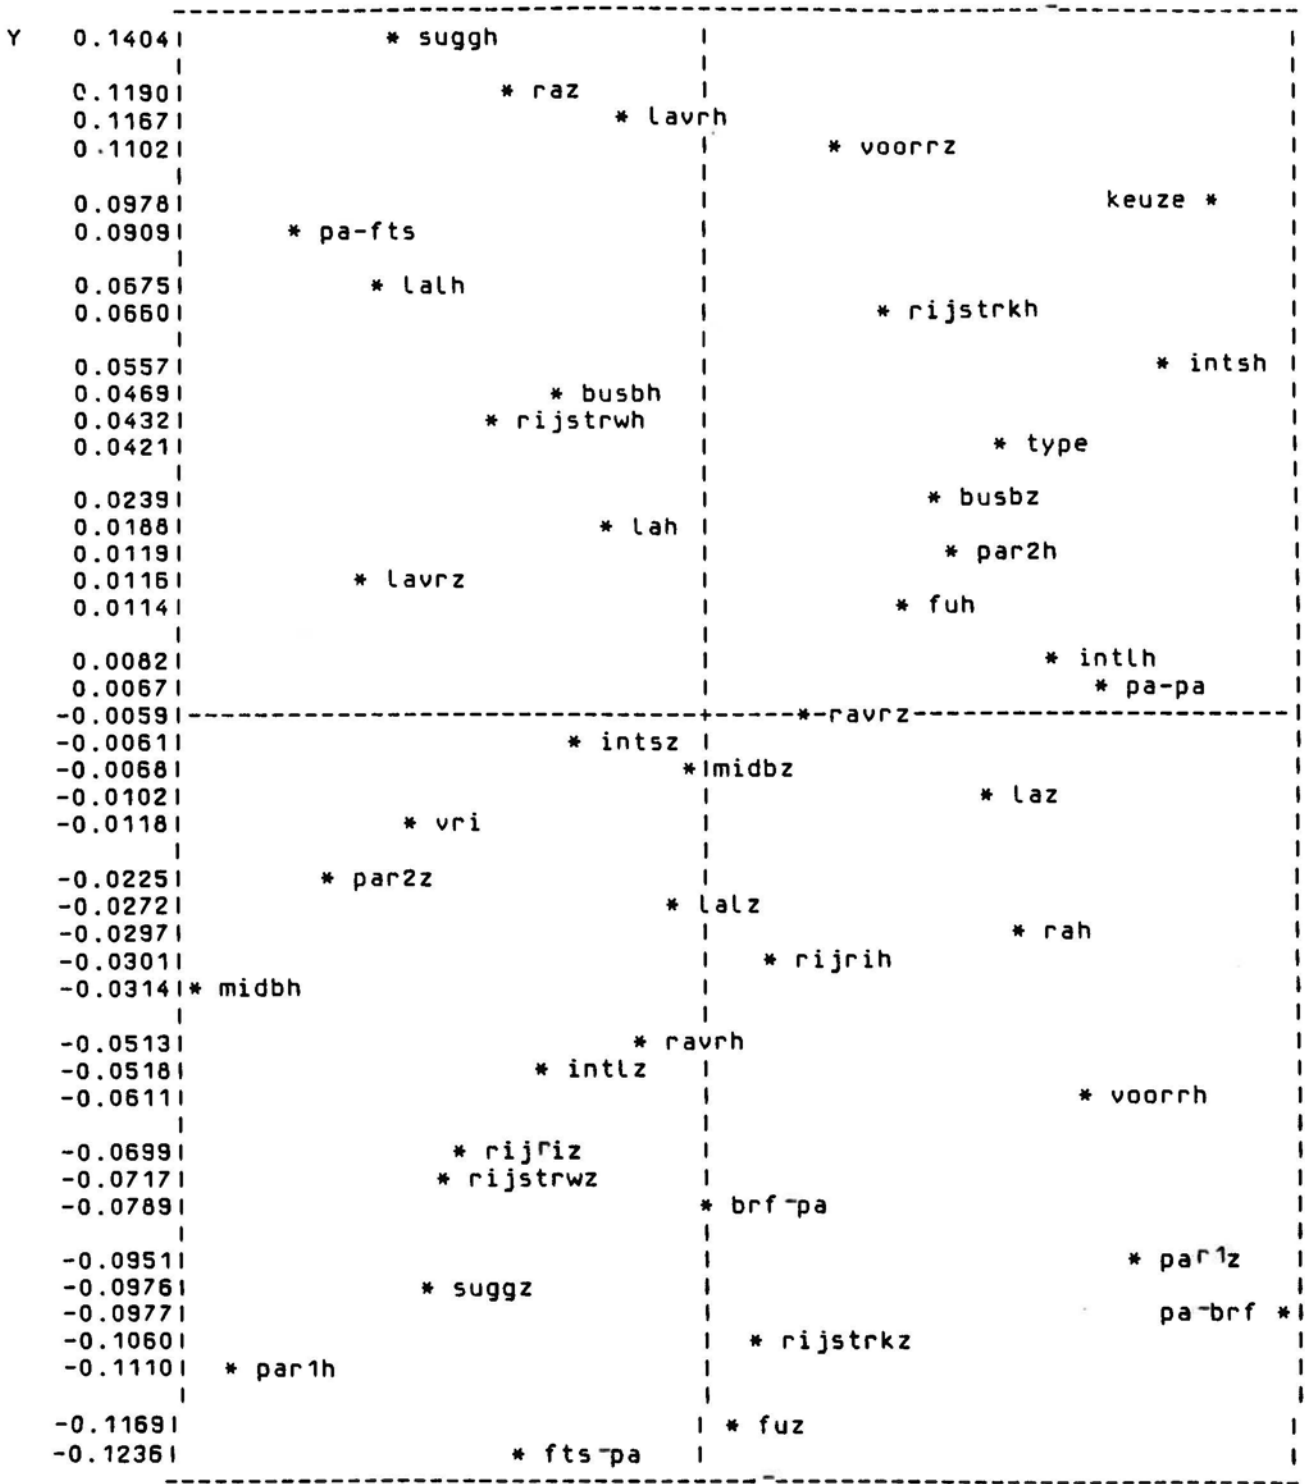 Y 0.1404 * suggh
0.1190 * raz
0.1167 * lavrh
0.1102 * voorrz
0.0978 keuze *
0.0909 * pa-fts
0.0675 * lalh
0.0660 * rijstrkh
0.0557 * intsh
0.0469 * busbh
0.0432 * rijstrwh
0.0421 * type
0.0239 * busbz
0.0188 * lah
0.0119 * par2h
0.0116 * lavrz
0.0114 * fuh
0.0082 * intlh
0.0067 * pa-pa
-0.0059 * ravrz
-0.0061 * intsz
-0.0068 * midbz
-0.0102 * laz
-0.0118 * vri
-0.0225 * par2z
-0.0272 * lalz
-0.0297 * rah
-0.0301 * rijrih
-0.0314 * midbh
-0.0513 * ravrh
-0.0518 * intlz
-0.0611 * voorrh
-0.0699 * rijriz
-0.0717 * rijstrwz
-0.0789 * brf-pa
-0.0951 * par1z
-0.0976 * suggz
-0.0977 pa-brf *
-0.1060 * rijstrkz
-0.1110 * par1h
-0.1169 * fuz
-0.1236 * fts-pa